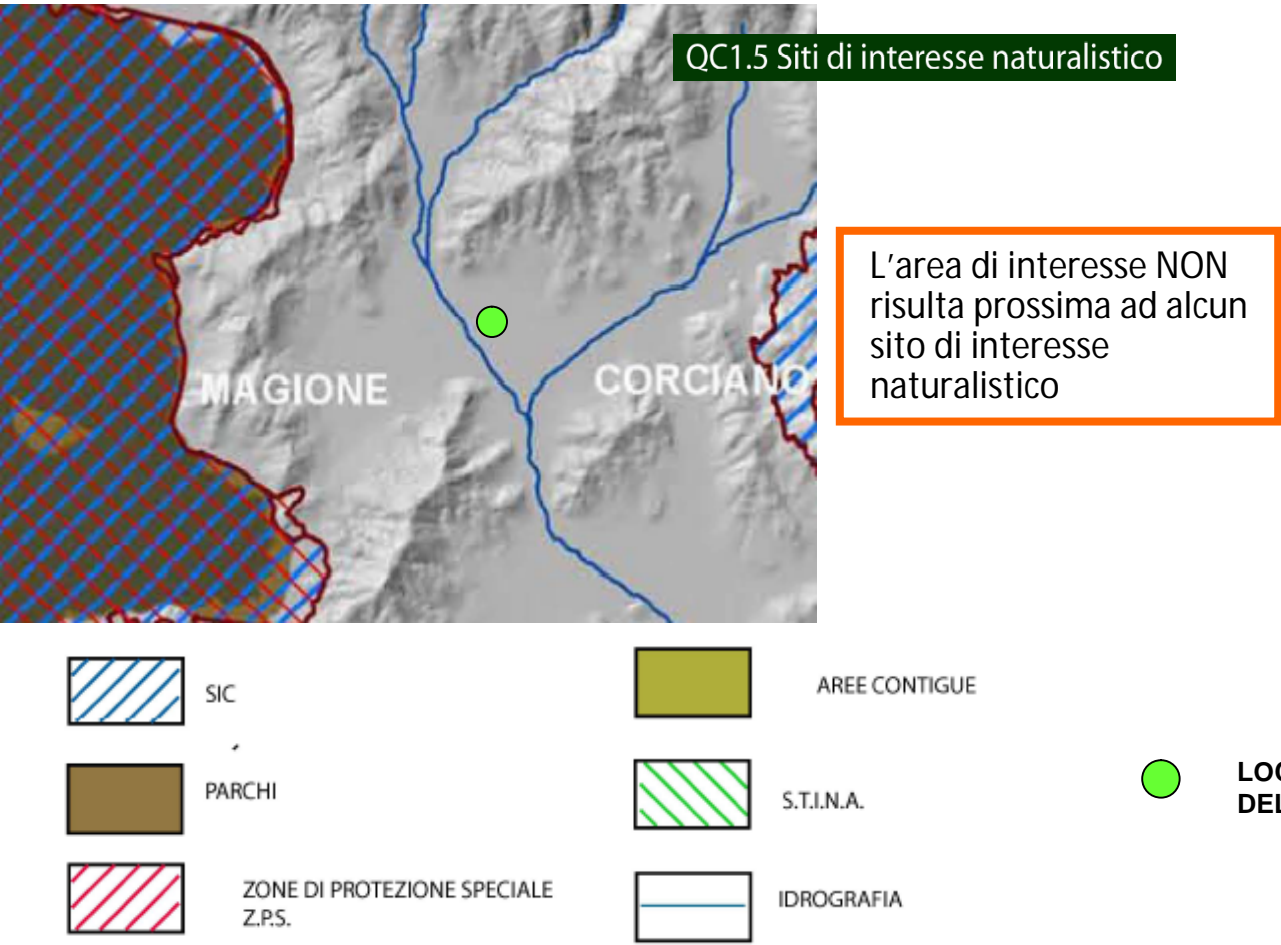 QC1.5 Siti di interesse naturalistico
L'area di interesse NON
risulta prossima ad alcun
sito di interesse
naturalistico
MAGIONE
CORCIANO
SIC
PARCHI
ZONE DI PROTEZIONE SPECIALE
Z.P.S.
AREE CONTIGUE
S.T.I.N.A.
IDROGRAFIA